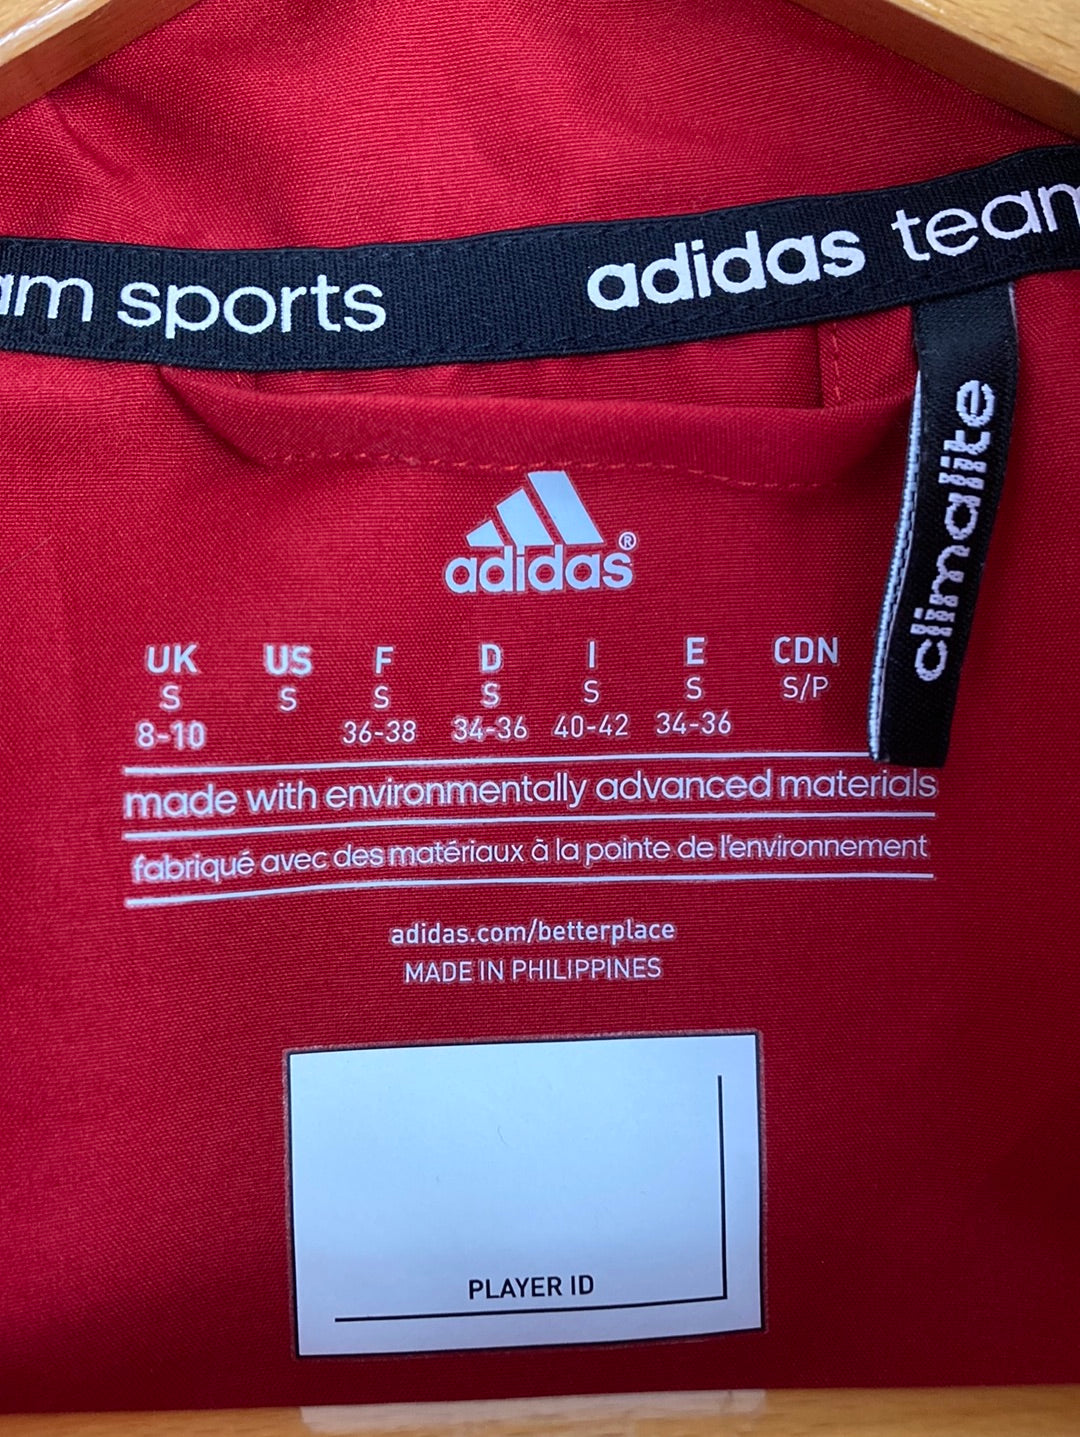 am sports
adidas team
climalite
adidas®
UK US F D I E CDN
S S S S S S S/P
8-10 36-38 34-36 40-42 34-36
made with environmentally advanced materials
fabriqué avec des matériaux à la pointe de l'environnement
adidas.com/betterplace
MADE IN PHILIPPINES
PLAYER ID